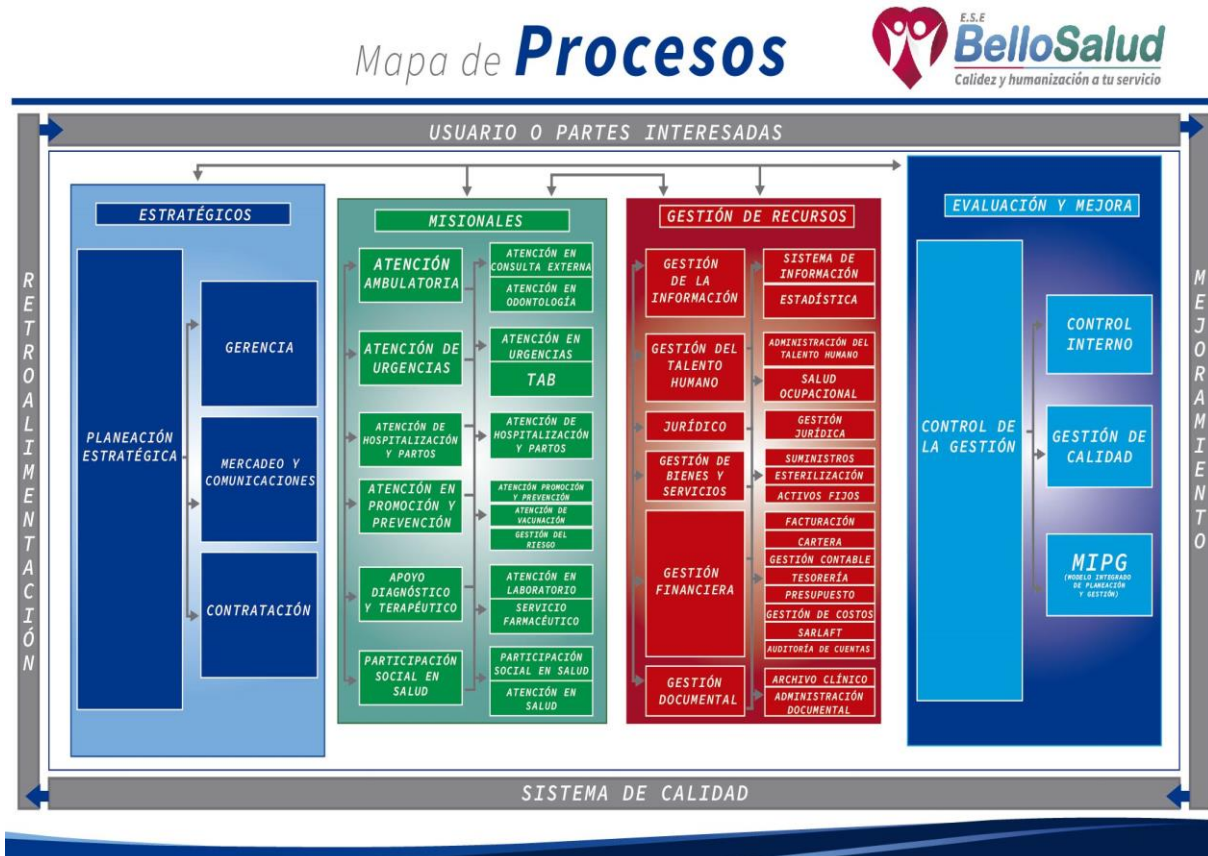 Mapa de Procesos
E.S.E
BelloSalud
Calidez y humanización a tu servicio
USUARIO O PARTES INTERESADAS
RETROALIMENTACIÓN
ESTRATÉGICOS
PLANEACIÓN
ESTRATÉGICA
GERENCIA
MERCADEO Y
COMUNICACIONES
CONTRATACIÓN
MISIONALES
ATENCIÓN
AMBULATORIA
ATENCIÓN EN
CONSULTA EXTERNA
ATENCIÓN EN
ODONTOLOGÍA
ATENCIÓN DE
URGENCIAS
ATENCIÓN EN
URGENCIAS
TAB
ATENCIÓN DE
HOSPITALIZACIÓN
Y PARTOS
ATENCIÓN DE
HOSPITALIZACIÓN
Y PARTOS
ATENCIÓN EN
PROMOCIÓN Y
PREVENCIÓN
ATENCIÓN PROMOCIÓN
Y PREVENCIÓN
ATENCIÓN DE
VACUNACIÓN
GESTIÓN DEL
RIESGO
APOYO
DIAGNÓSTICO
Y TERAPÉUTICO
ATENCIÓN EN
LABORATORIO
SERVICIO
FARMACÉUTICO
PARTICIPACIÓN
SOCIAL EN
SALUD
PARTICIPACIÓN
SOCIAL EN SALUD
ATENCIÓN EN
SALUD
GESTIÓN DE RECURSOS
GESTIÓN
DE LA
INFORMACIÓN
SISTEMA DE
INFORMACIÓN
ESTADÍSTICA
GESTIÓN DEL
TALENTO
HUMANO
ADMINISTRACIÓN DEL
TALENTO HUMANO
SALUD
OCUPACIONAL
JURÍDICO
GESTIÓN
JURÍDICA
GESTIÓN DE
BIENES Y
SERVICIOS
SUMINISTROS
ESTERILIZACIÓN
ACTIVOS FIJOS
GESTIÓN
FINANCIERA
FACTURACIÓN
CARTERA
GESTIÓN CONTABLE
TESORERÍA
PRESUPUESTO
GESTIÓN DE COSTOS
SARLAFT
AUDITORÍA DE CUENTAS
GESTIÓN
DOCUMENTAL
ARCHIVO CLÍNICO
ADMINISTRACIÓN
DOCUMENTAL
EVALUACIÓN Y MEJORA
CONTROL DE
LA GESTIÓN
CONTROL
INTERNO
GESTIÓN DE
CALIDAD
MIPG
(MODELO INTEGRADO
DE PLANEACIÓN
Y GESTIÓN)
MEJORAMIENTO
SISTEMA DE CALIDAD